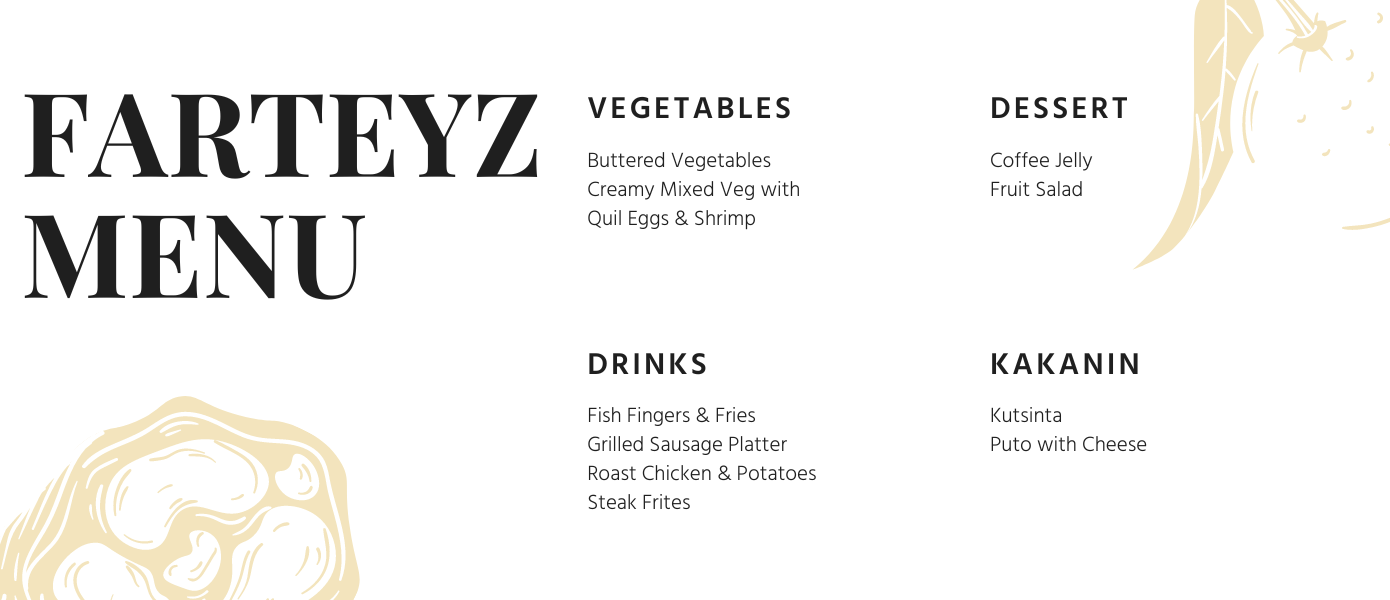 FARTEYZ
MENU
VEGETABLES
Buttered Vegetables
Creamy Mixed Veg with
Quil Eggs & Shrimp
DESSERT
Coffee Jelly
Fruit Salad
DRINKS
Fish Fingers & Fries
Grilled Sausage Platter
Roast Chicken & Potatoes
Steak Frites
KAKANIN
Kutsinta
Puto with Cheese